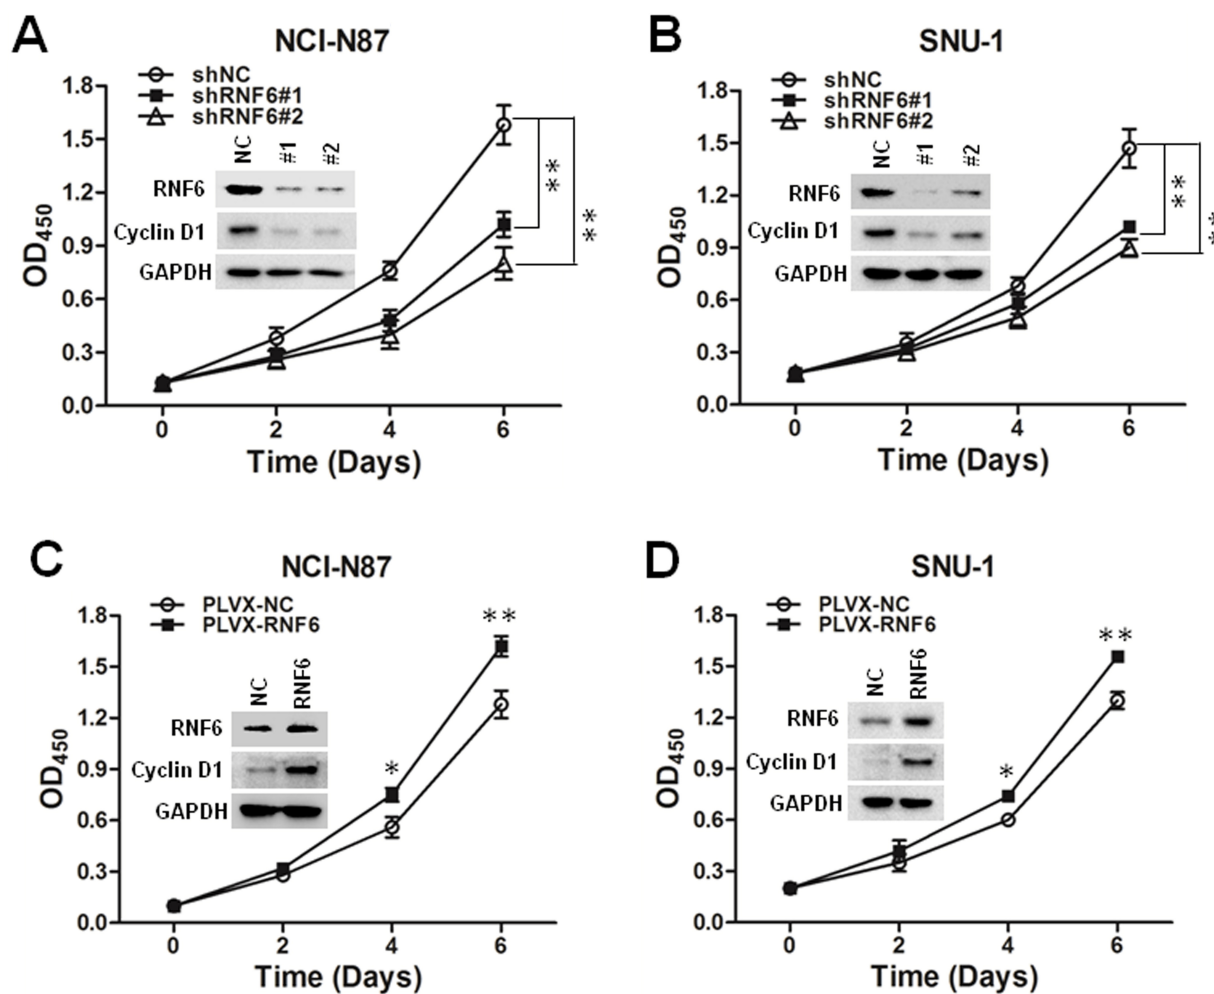 A
NCI-N87
shNC
shRNF6#1
shRNF6#2
1.8
1.5
1.2
0.9
0.6
0.3
0.0
OD450
NC
#1
#2
RNF6
Cyclin D1
GAPDH
**
**
0 2 4 6
Time (Days)
B
SNU-1
shNC
shRNF6#1
shRNF6#2
1.8
1.5
1.2
0.9
0.6
0.3
0.0
OD450
NC
#1
#2
RNF6
Cyclin D1
GAPDH
**
**
0 2 4 6
Time (Days)
C
NCI-N87
PLVX-NC
PLVX-RNF6
1.8
1.5
1.2
0.9
0.6
0.3
0.0
OD450
NC
RNF6
RNF6
Cyclin D1
GAPDH
*
**
0 2 4 6
Time (Days)
D
SNU-1
PLVX-NC
PLVX-RNF6
1.8
1.5
1.2
0.9
0.6
0.3
0.0
OD450
NC
RNF6
RNF6
Cyclin D1
GAPDH
*
**
0 2 4 6
Time (Days)